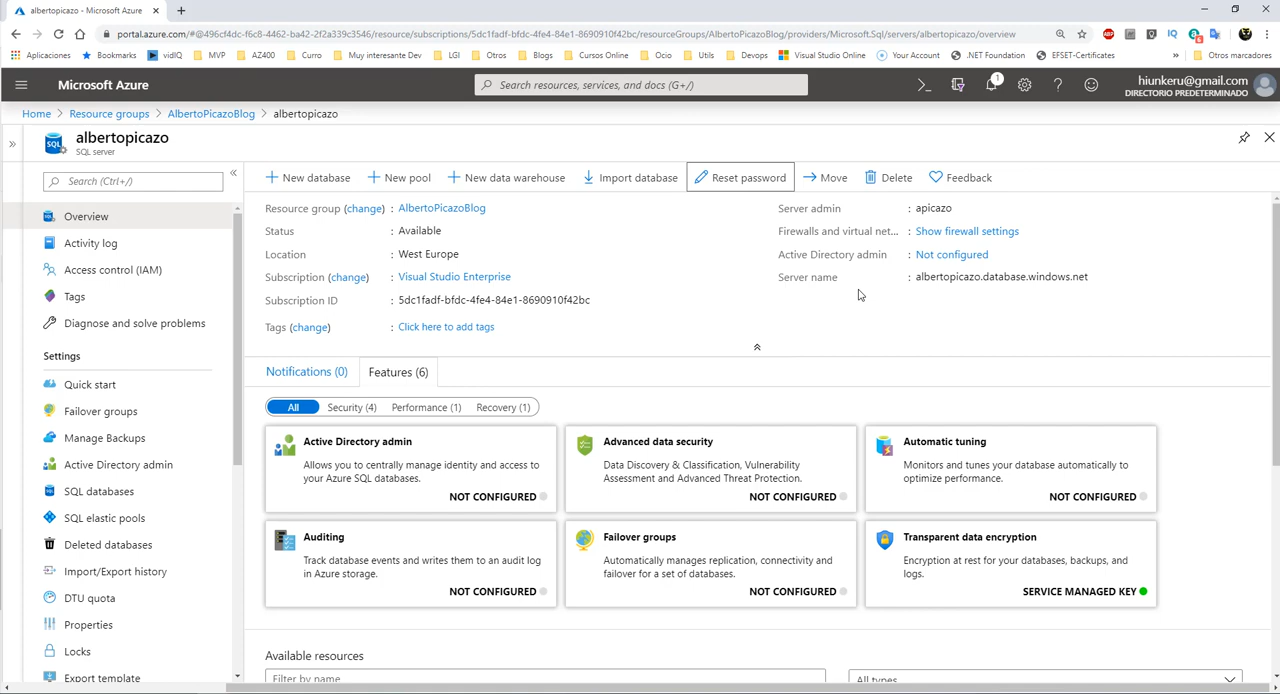 albertopicazo - Microsoft Azure
portal.azure.com/#@496cf4dc-f6c8-4462-ba42-2f2a339c3546/resource/subscriptions/5dc1fadf-bfdc-4fe4-84e1-8690910f42bc/resourceGroups/AlbertoPicazoBlog/providers/Microsoft.Sql/servers/albertopicazo/overview
Aplicaciones Bookmarks vidIQ MVP AZ400 Curro Muy interesante Dev LGI Otros Blogs Cursos Online Ocio Utils Devops Visual Studio Online Your Account .NET Foundation EFSET-Certificates » Otros marcadores
Microsoft Azure
Search resources, services, and docs (G+/)
1
hiunkeru@gmail.com
DIRECTORIO PREDETERMINADO
Home > Resource groups > AlbertoPicazoBlog > albertopicazo
SQL
albertopicazo
SQL server
Search (Ctrl+/)
Overview
Activity log
Access control (IAM)
Tags
Diagnose and solve problems
Settings
Quick start
Failover groups
Manage Backups
Active Directory admin
SQL databases
SQL elastic pools
Deleted databases
Import/Export history
DTU quota
Properties
Locks
Export template
New database New pool New data warehouse Import database Reset password Move Delete Feedback
Resource group (change) : AlbertoPicazoBlog
Status : Available
Location : West Europe
Subscription (change) : Visual Studio Enterprise
Subscription ID : 5dc1fadf-bfdc-4fe4-84e1-8690910f42bc
Tags (change) : Click here to add tags
Server admin : apicazo
Firewalls and virtual net... : Show firewall settings
Active Directory admin : Not configured
Server name : albertopicazo.database.windows.net
Notifications (0) Features (6)
All Security (4) Performance (1) Recovery (1)
Active Directory admin
Allows you to centrally manage identity and access to
your Azure SQL databases.
NOT CONFIGURED
Advanced data security
Data Discovery & Classification, Vulnerability
Assessment and Advanced Threat Protection.
NOT CONFIGURED
Automatic tuning
Monitors and tunes your database automatically to
optimize performance.
NOT CONFIGURED
Auditing
Track database events and writes them to an audit log
in Azure storage.
NOT CONFIGURED
Failover groups
Automatically manages replication, connectivity and
failover for a set of databases.
NOT CONFIGURED
Transparent data encryption
Encryption at rest for your databases, backups, and
logs.
SERVICE MANAGED KEY
Available resources
Filter by name
All types